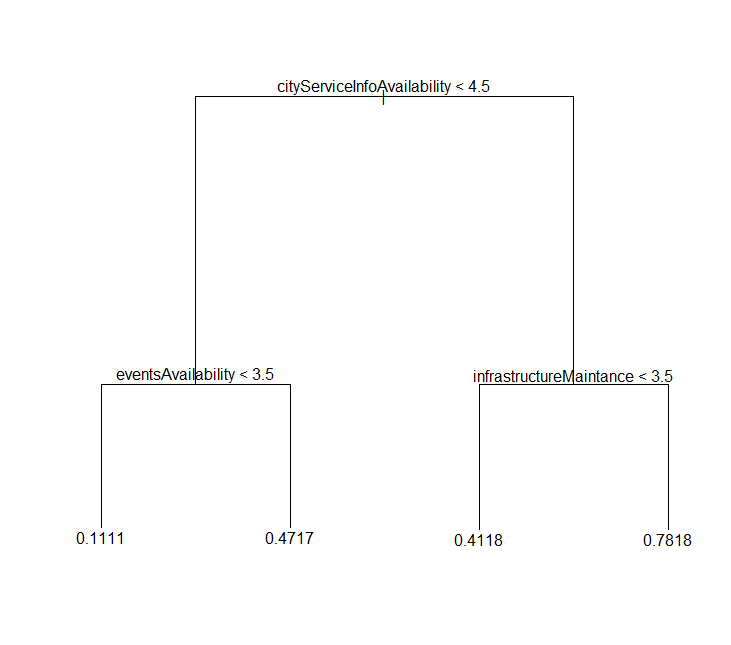 cityServiceInfoAvailability < 4.5
eventsAvailability < 3.5
infrastructureMaintance < 3.5
0.1111
0.4717
0.4118
0.7818